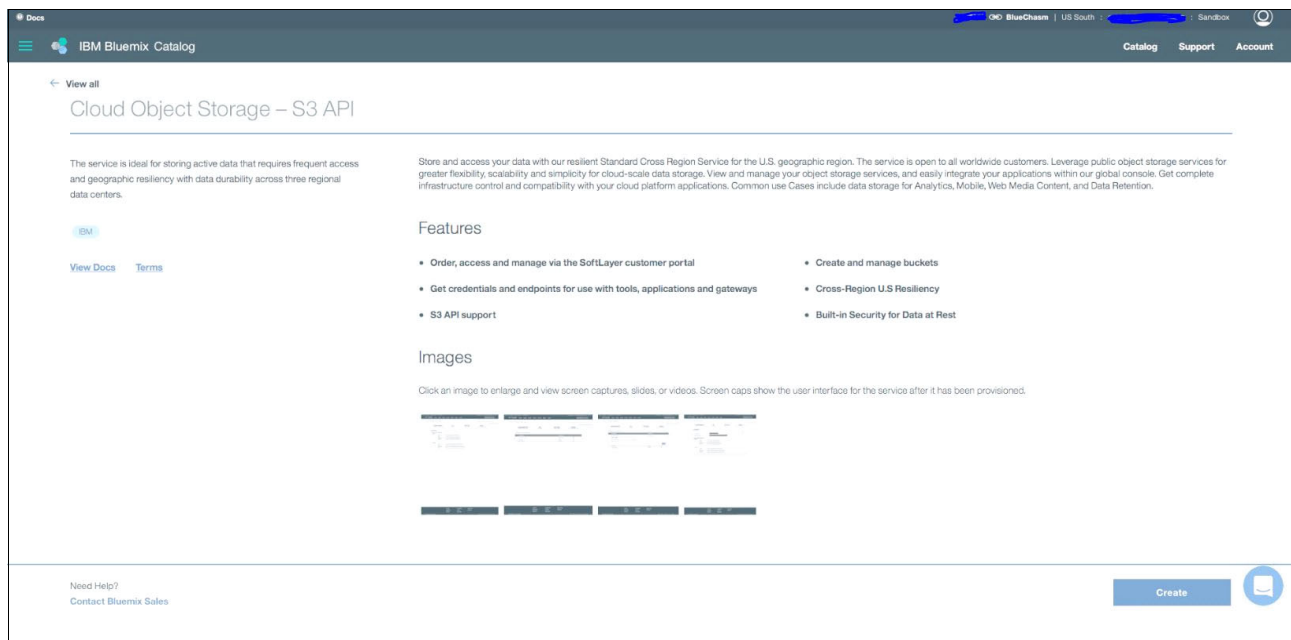 Docs
BlueChasm | US South : : Sandbox
IBM Bluemix Catalog
Catalog Support Account
← View all
Cloud Object Storage – S3 API
The service is ideal for storing active data that requires frequent access
and geographic resiliency with data durability across three regional
data centers.
IBM
View Docs Terms
Store and access your data with our resilient Standard Cross Region Service for the U.S. geographic region. The service is open to all worldwide customers. Leverage public object storage services for
greater flexibility, scalability and simplicity for cloud-scale data storage. View and manage your object storage services, and easily integrate your applications within our global console. Get complete
infrastructure control and compatibility with your cloud platform applications. Common use Cases include data storage for Analytics, Mobile, Web Media Content, and Data Retention.
Features
• Order, access and manage via the SoftLayer customer portal
• Get credentials and endpoints for use with tools, applications and gateways
• S3 API support
• Create and manage buckets
• Cross-Region U.S Resiliency
• Built-in Security for Data at Rest
Images
Click an image to enlarge and view screen captures, slides, or videos. Screen caps show the user interface for the service after it has been provisioned.
Need Help?
Contact Bluemix Sales
Create